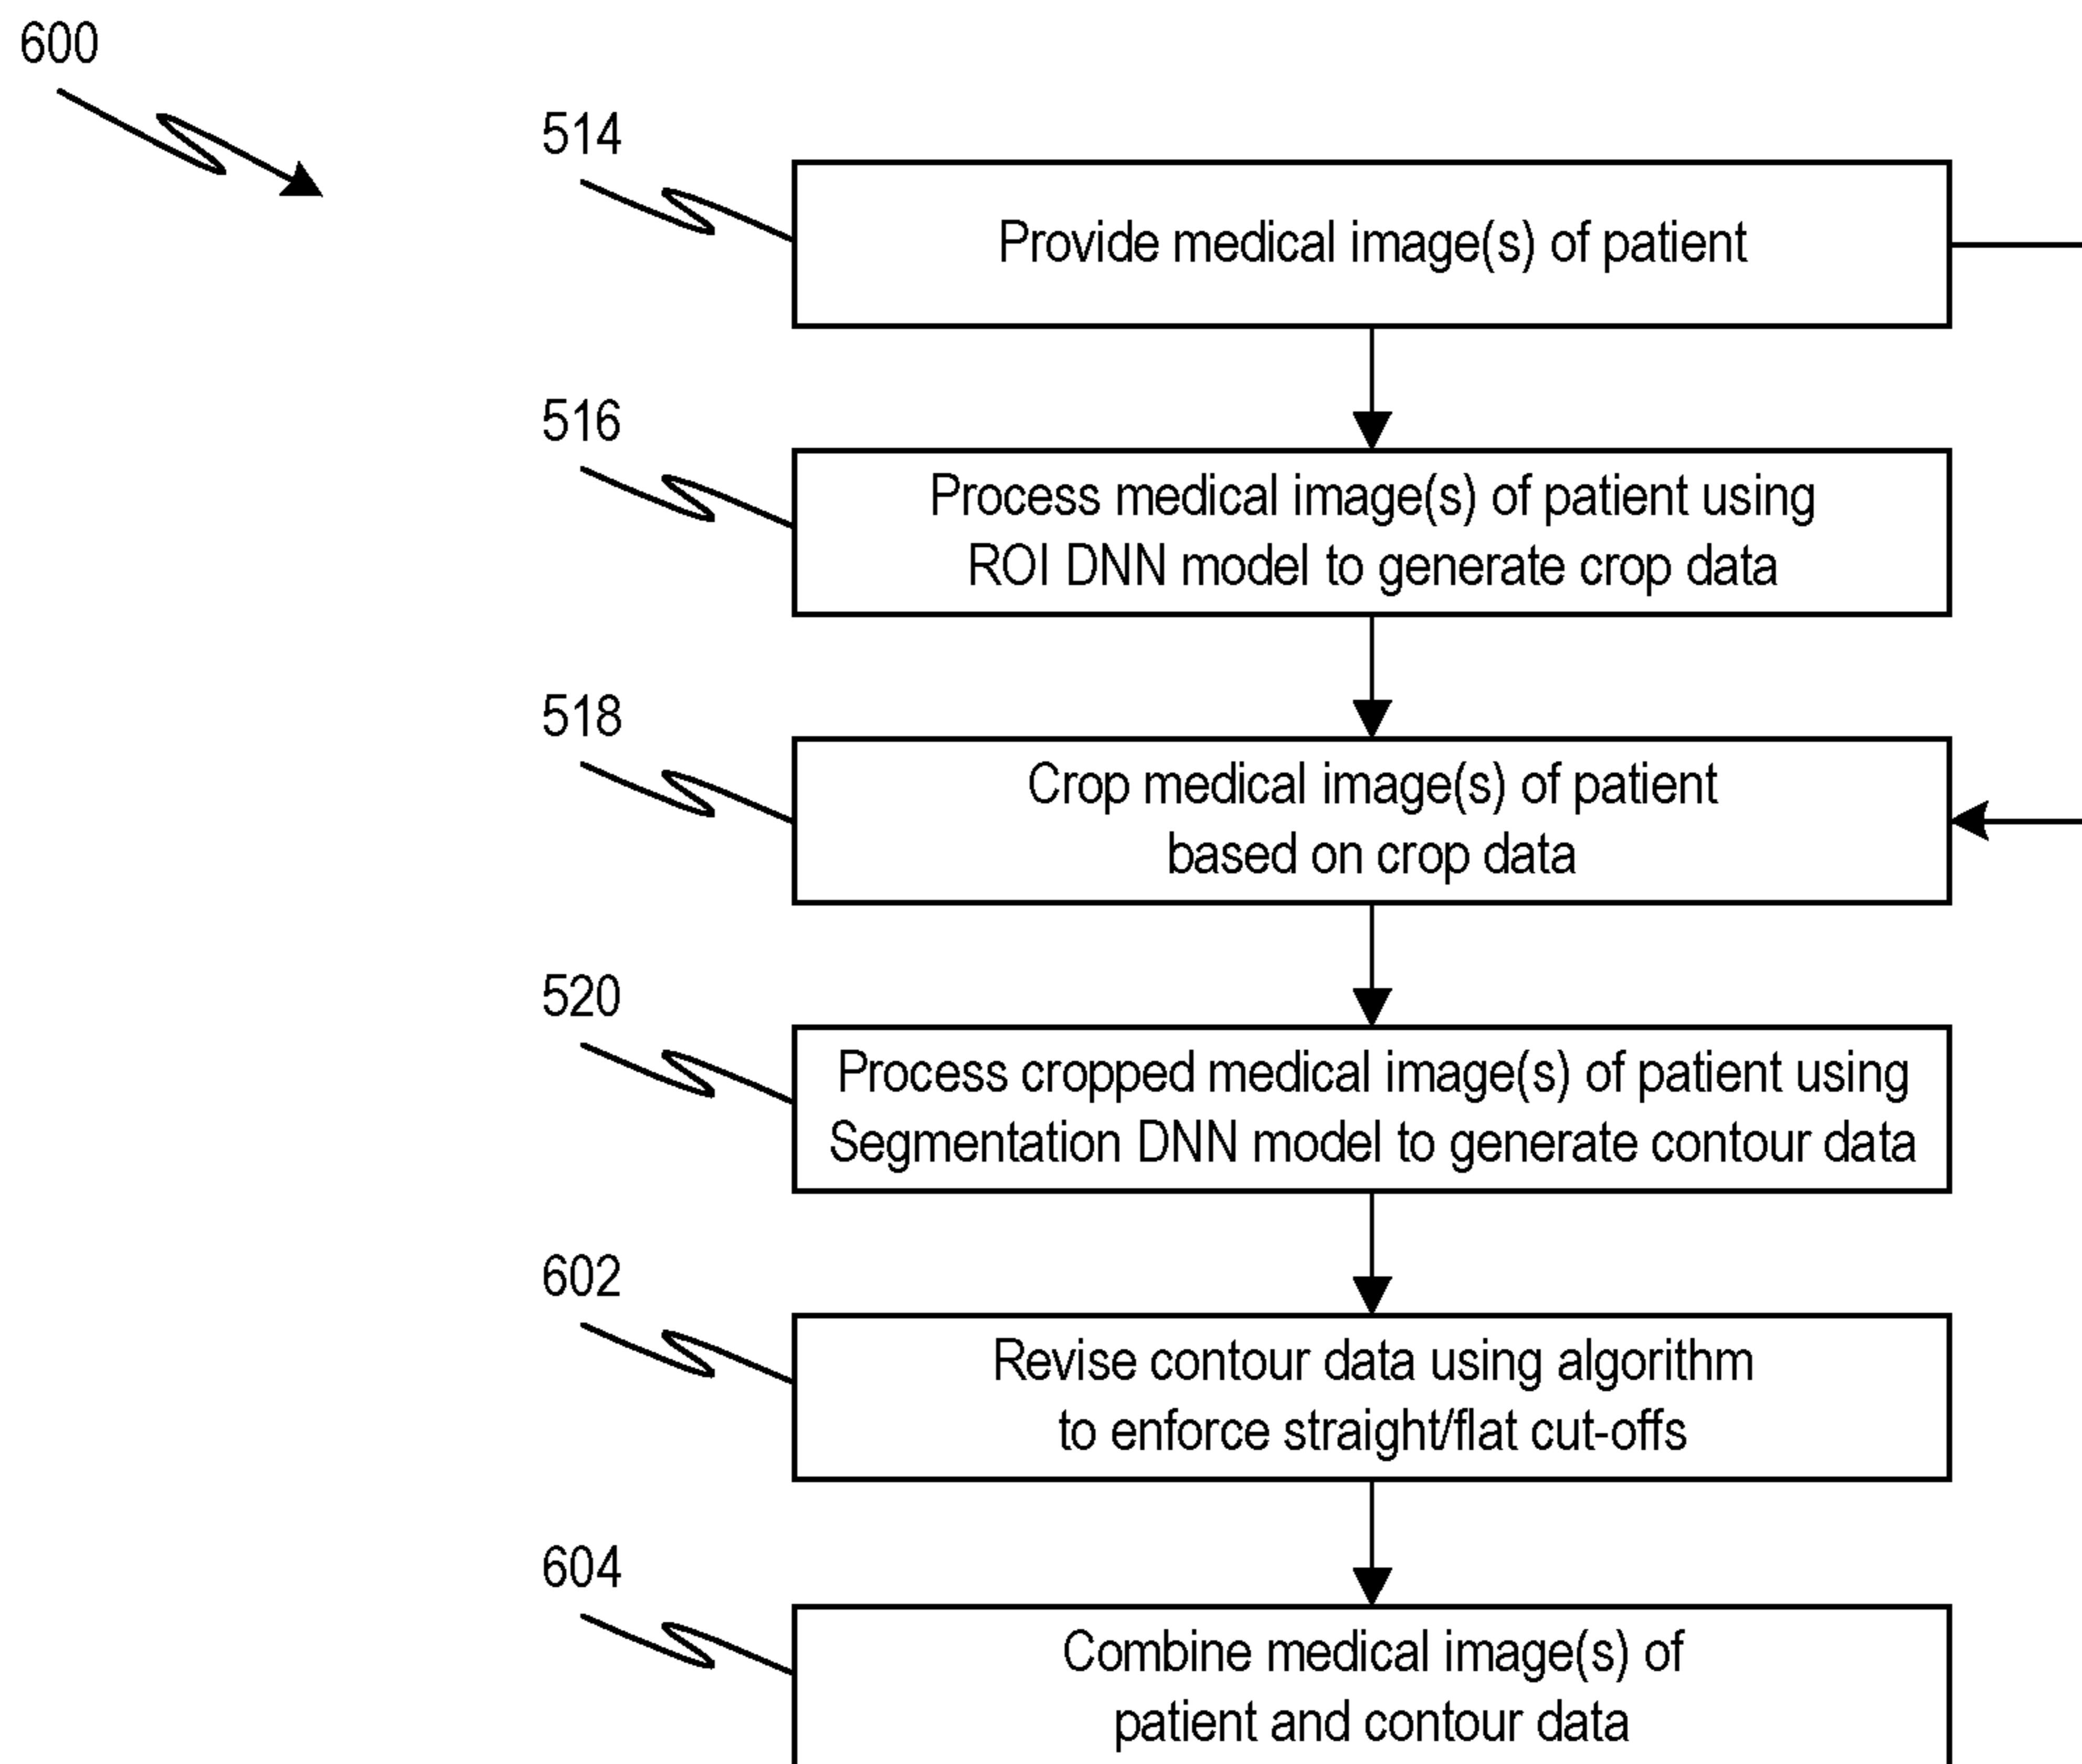 600
514
Provide medical image(s) of patient
516
Process medical image(s) of patient using
ROI DNN model to generate crop data
518
Crop medical image(s) of patient
based on crop data
520
Process cropped medical image(s) of patient using
Segmentation DNN model to generate contour data
602
Revise contour data using algorithm
to enforce straight/flat cut-offs
604
Combine medical image(s) of
patient and contour data